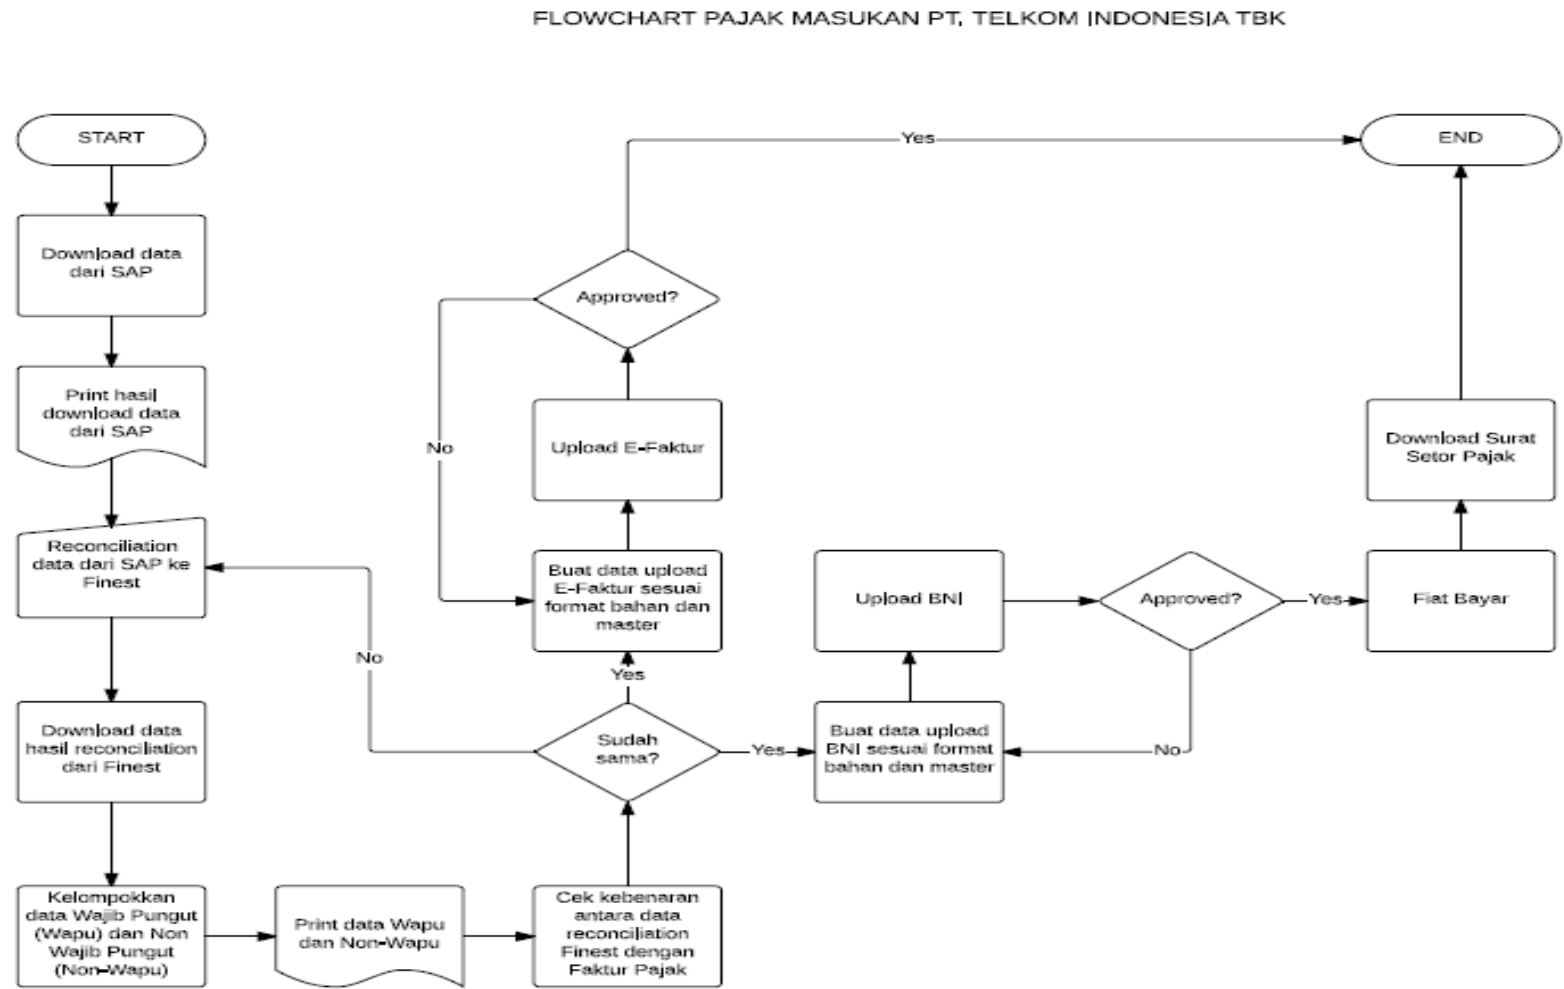 FLOWCHART PAJAK MASUKAN PT. TELKOM INDONESIA TBK
START
Download data
dari SAP
Print hasil
download data
dari SAP
Reconciliation
data dari SAP ke
Finest
Download data
hasil reconciliation
dari Finest
Kelompokkan
data Wajib Pungut
(Wapu) dan Non
Wajib Pungut
(Non-Wapu)
Print data Wapu
dan Non-Wapu
Cek kebenaran
antara data
reconciliation
Finest dengan
Faktur Pajak
Sudah
sama?
No
Yes
Buat data upload
E-Faktur sesuai
format bahan dan
master
Upload E-Faktur
Approved?
No
Yes
Yes
Buat data upload
BNI sesuai format
bahan dan master
Upload BNI
Approved?
No
Yes
Fiat Bayar
Download Surat
Setor Pajak
END